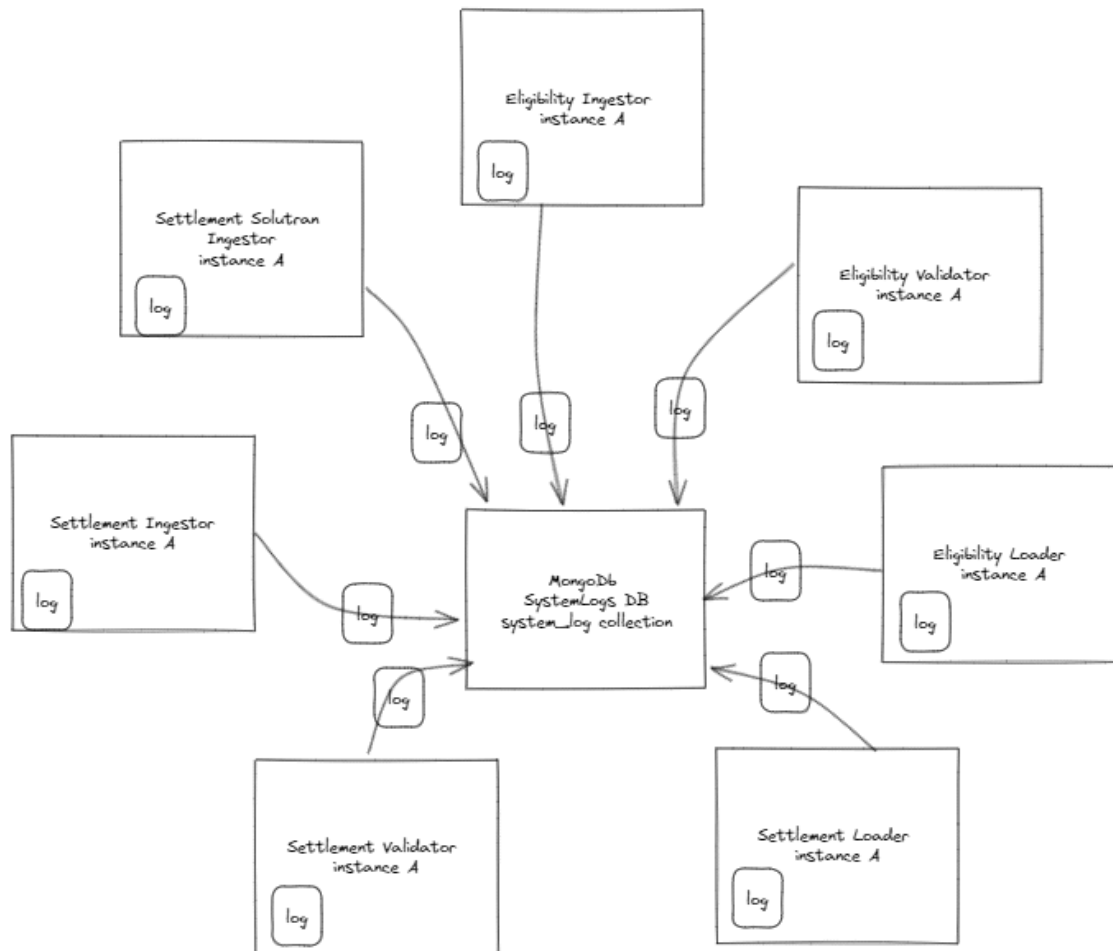 Eligibility Ingestor
instance A
log
Settlement Solutran
Ingestor
instance A
log
Eligibility Validator
instance A
log
log
log
log
Settlement Ingestor
instance A
log
log
MongoDb
SystemLogs DB
system_log collection
log
Eligibility Loader
instance A
log
log
log
Settlement Validator
instance A
log
Settlement Loader
instance A
log